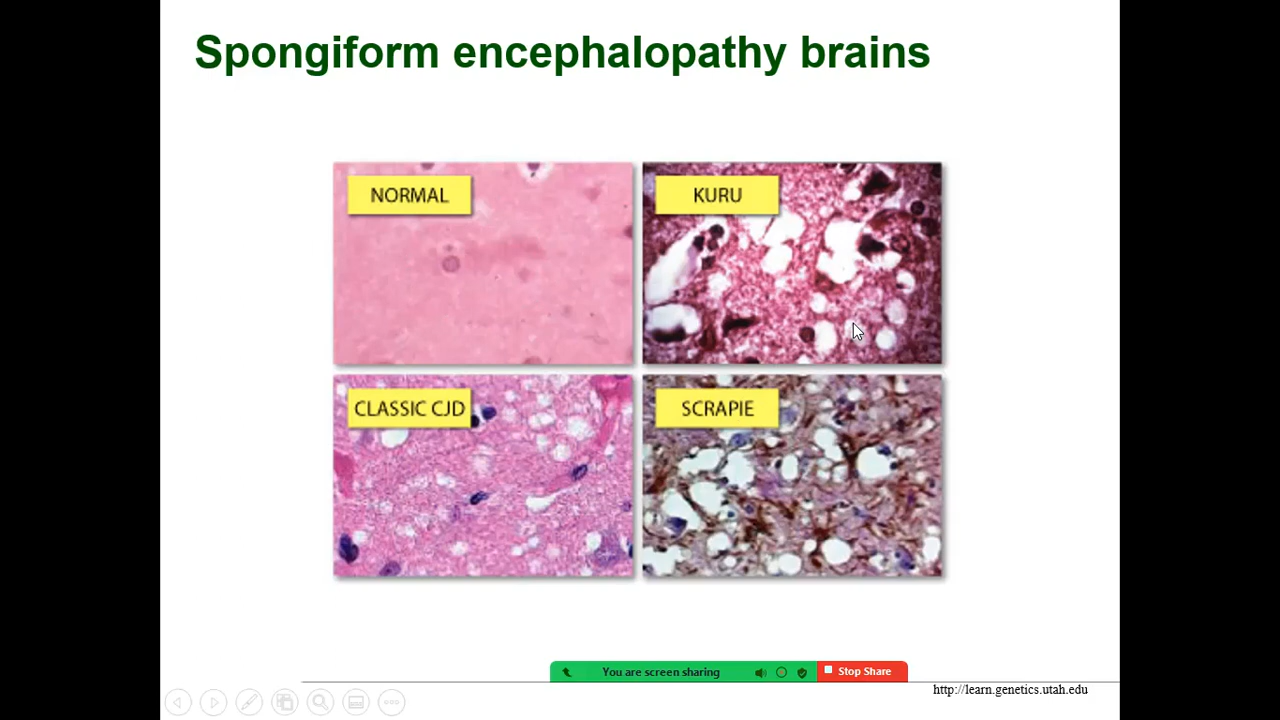 Spongiform encephalopathy brains
NORMAL
KURU
CLASSIC CJD
SCRAPIE
You are screen sharing
Stop Share
http://learn.genetics.utah.edu